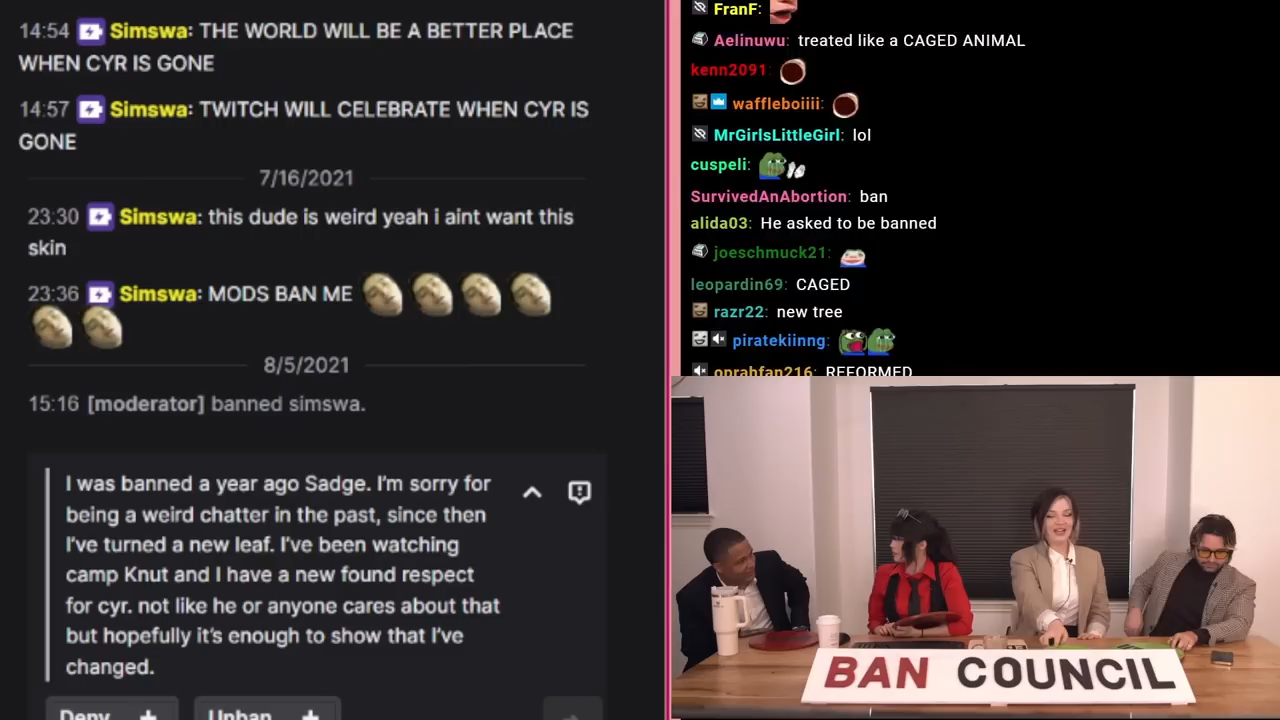 14:54 Simswa: THE WORLD WILL BE A BETTER PLACE
WHEN CYR IS GONE
14:57 Simswa: TWITCH WILL CELEBRATE WHEN CYR IS
GONE
7/16/2021
23:30 Simswa: this dude is weird yeah i aint want this
skin
23:36 Simswa: MODS BAN ME
8/5/2021
15:16 [moderator] banned simswa.
I was banned a year ago Sadge. I'm sorry for
being a weird chatter in the past, since then
I've turned a new leaf. I've been watching
camp Knut and I have a new found respect
for cyr. not like he or anyone cares about that
but hopefully it's enough to show that I've
changed.
Deny
Unban
FranF:
Aelinuwu: treated like a CAGED ANIMAL
kenn2091
waffleboiiii:
MrGirlsLittleGirl: lol
cuspeli:
SurvivedAnAbortion: ban
alida03: He asked to be banned
joeschmuck21:
leopardin69: CAGED
razr22: new tree
piratekiinng:
oprahfan216: REFORMED
BAN COUNCIL